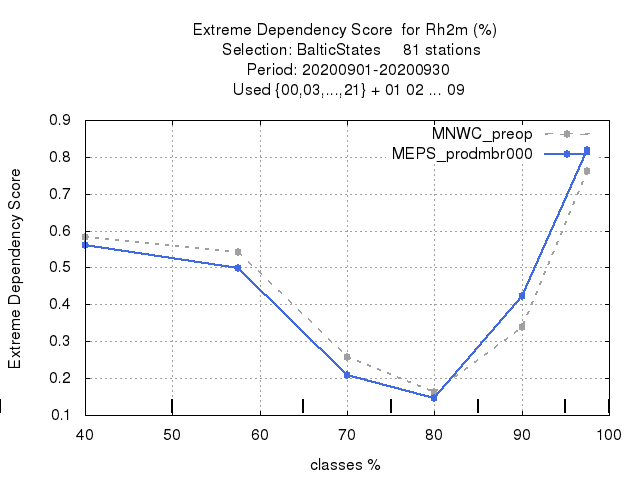 Extreme Dependency Score for Rh2m (%)
Selection: BalticStates 81 stations
Period: 20200901-20200930
Used {00,03,...,21} + 01 02 ... 09
MNWC_preop
MEPS_prodmbr000
Extreme Dependency Score
0.9
0.8
0.7
0.6
0.5
0.4
0.3
0.2
0.1
40 50 60 70 80 90 100
classes %